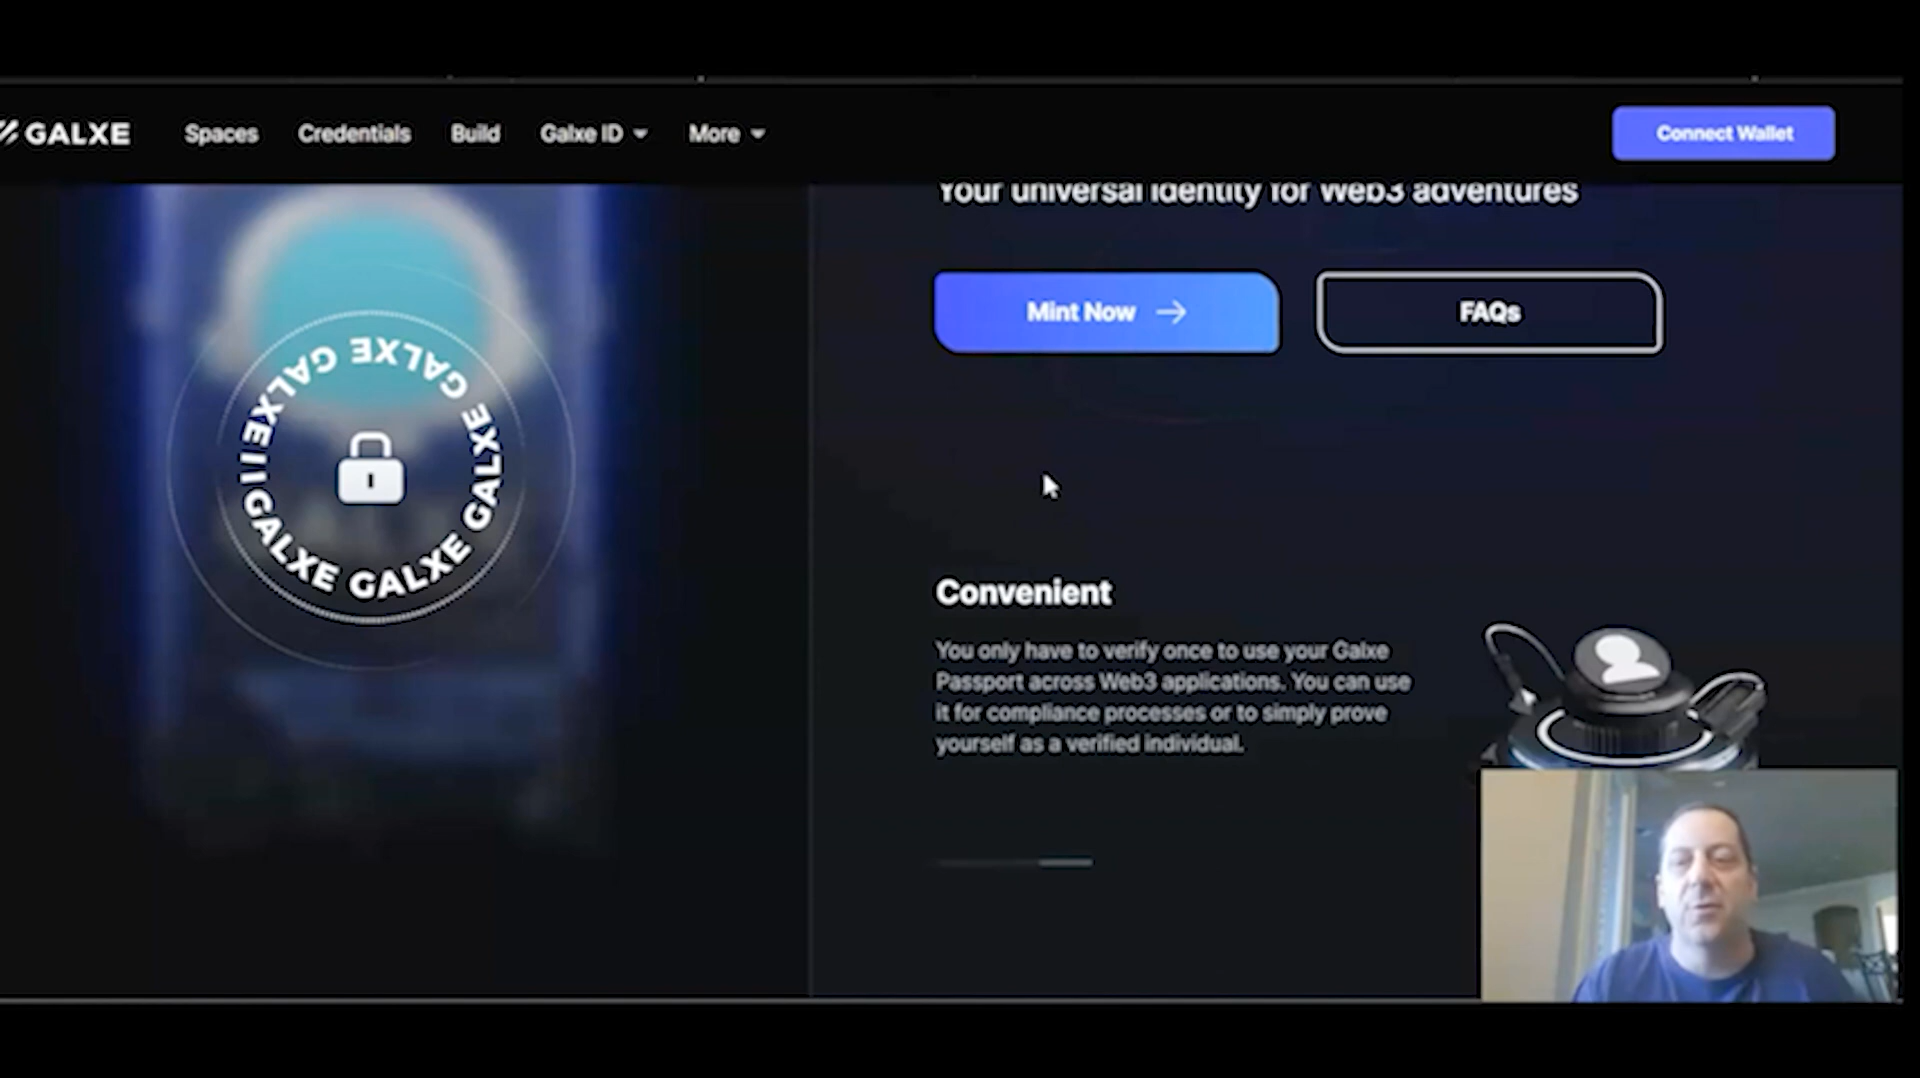 GALXE Spaces Credentials Build Galxe ID More Connect Wallet
Your universal identity for Web3 adventures
Mint Now → FAQs
GALXE GALXE GALXE GALXE GALXE GALXE
Convenient
You only have to verify once to use your Galxe
Passport across Web3 applications. You can use
it for compliance processes or to simply prove
yourself as a verified individual.